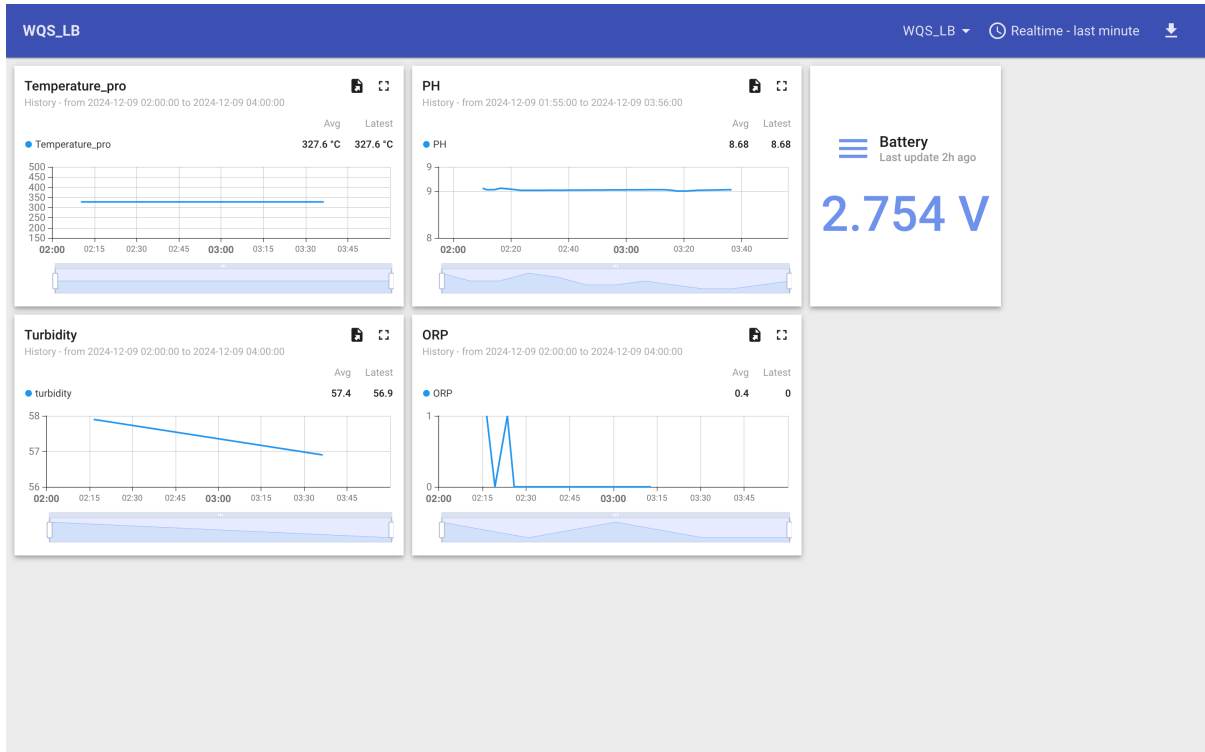 WQS_LB
WQS_LB Realtime - last minute
Temperature_pro
History - from 2024-12-09 02:00:00 to 2024-12-09 04:00:00
Avg Latest
Temperature_pro 327.6 °C 327.6 °C
500
450
400
350
300
250
200
150
02:00 02:15 02:30 02:45 03:00 03:15 03:30 03:45
PH
History - from 2024-12-09 01:55:00 to 2024-12-09 03:56:00
Avg Latest
PH 8.68 8.68
9
9
8
02:00 02:20 02:40 03:00 03:20 03:40
Battery
Last update 2h ago
2.754 V
Turbidity
History - from 2024-12-09 02:00:00 to 2024-12-09 04:00:00
Avg Latest
turbidity 57.4 56.9
58
57
56
02:00 02:15 02:30 02:45 03:00 03:15 03:30 03:45
ORP
History - from 2024-12-09 02:00:00 to 2024-12-09 04:00:00
Avg Latest
ORP 0.4 0
1
0
02:00 02:15 02:30 02:45 03:00 03:15 03:30 03:45